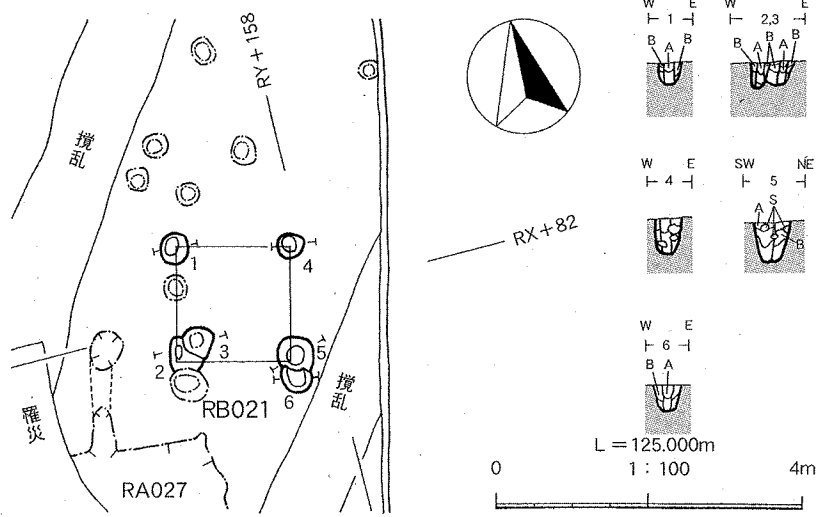 RY+158
攪乱
1
4
2
3
5
6
RB021
攪乱
罹災
RA027
RX+82
W E
1
B A B
W E
2,3
B A B A B
W E
4
SW NE
5
A S B
W E
6
B A
L=125.000m
1:100
0 4m